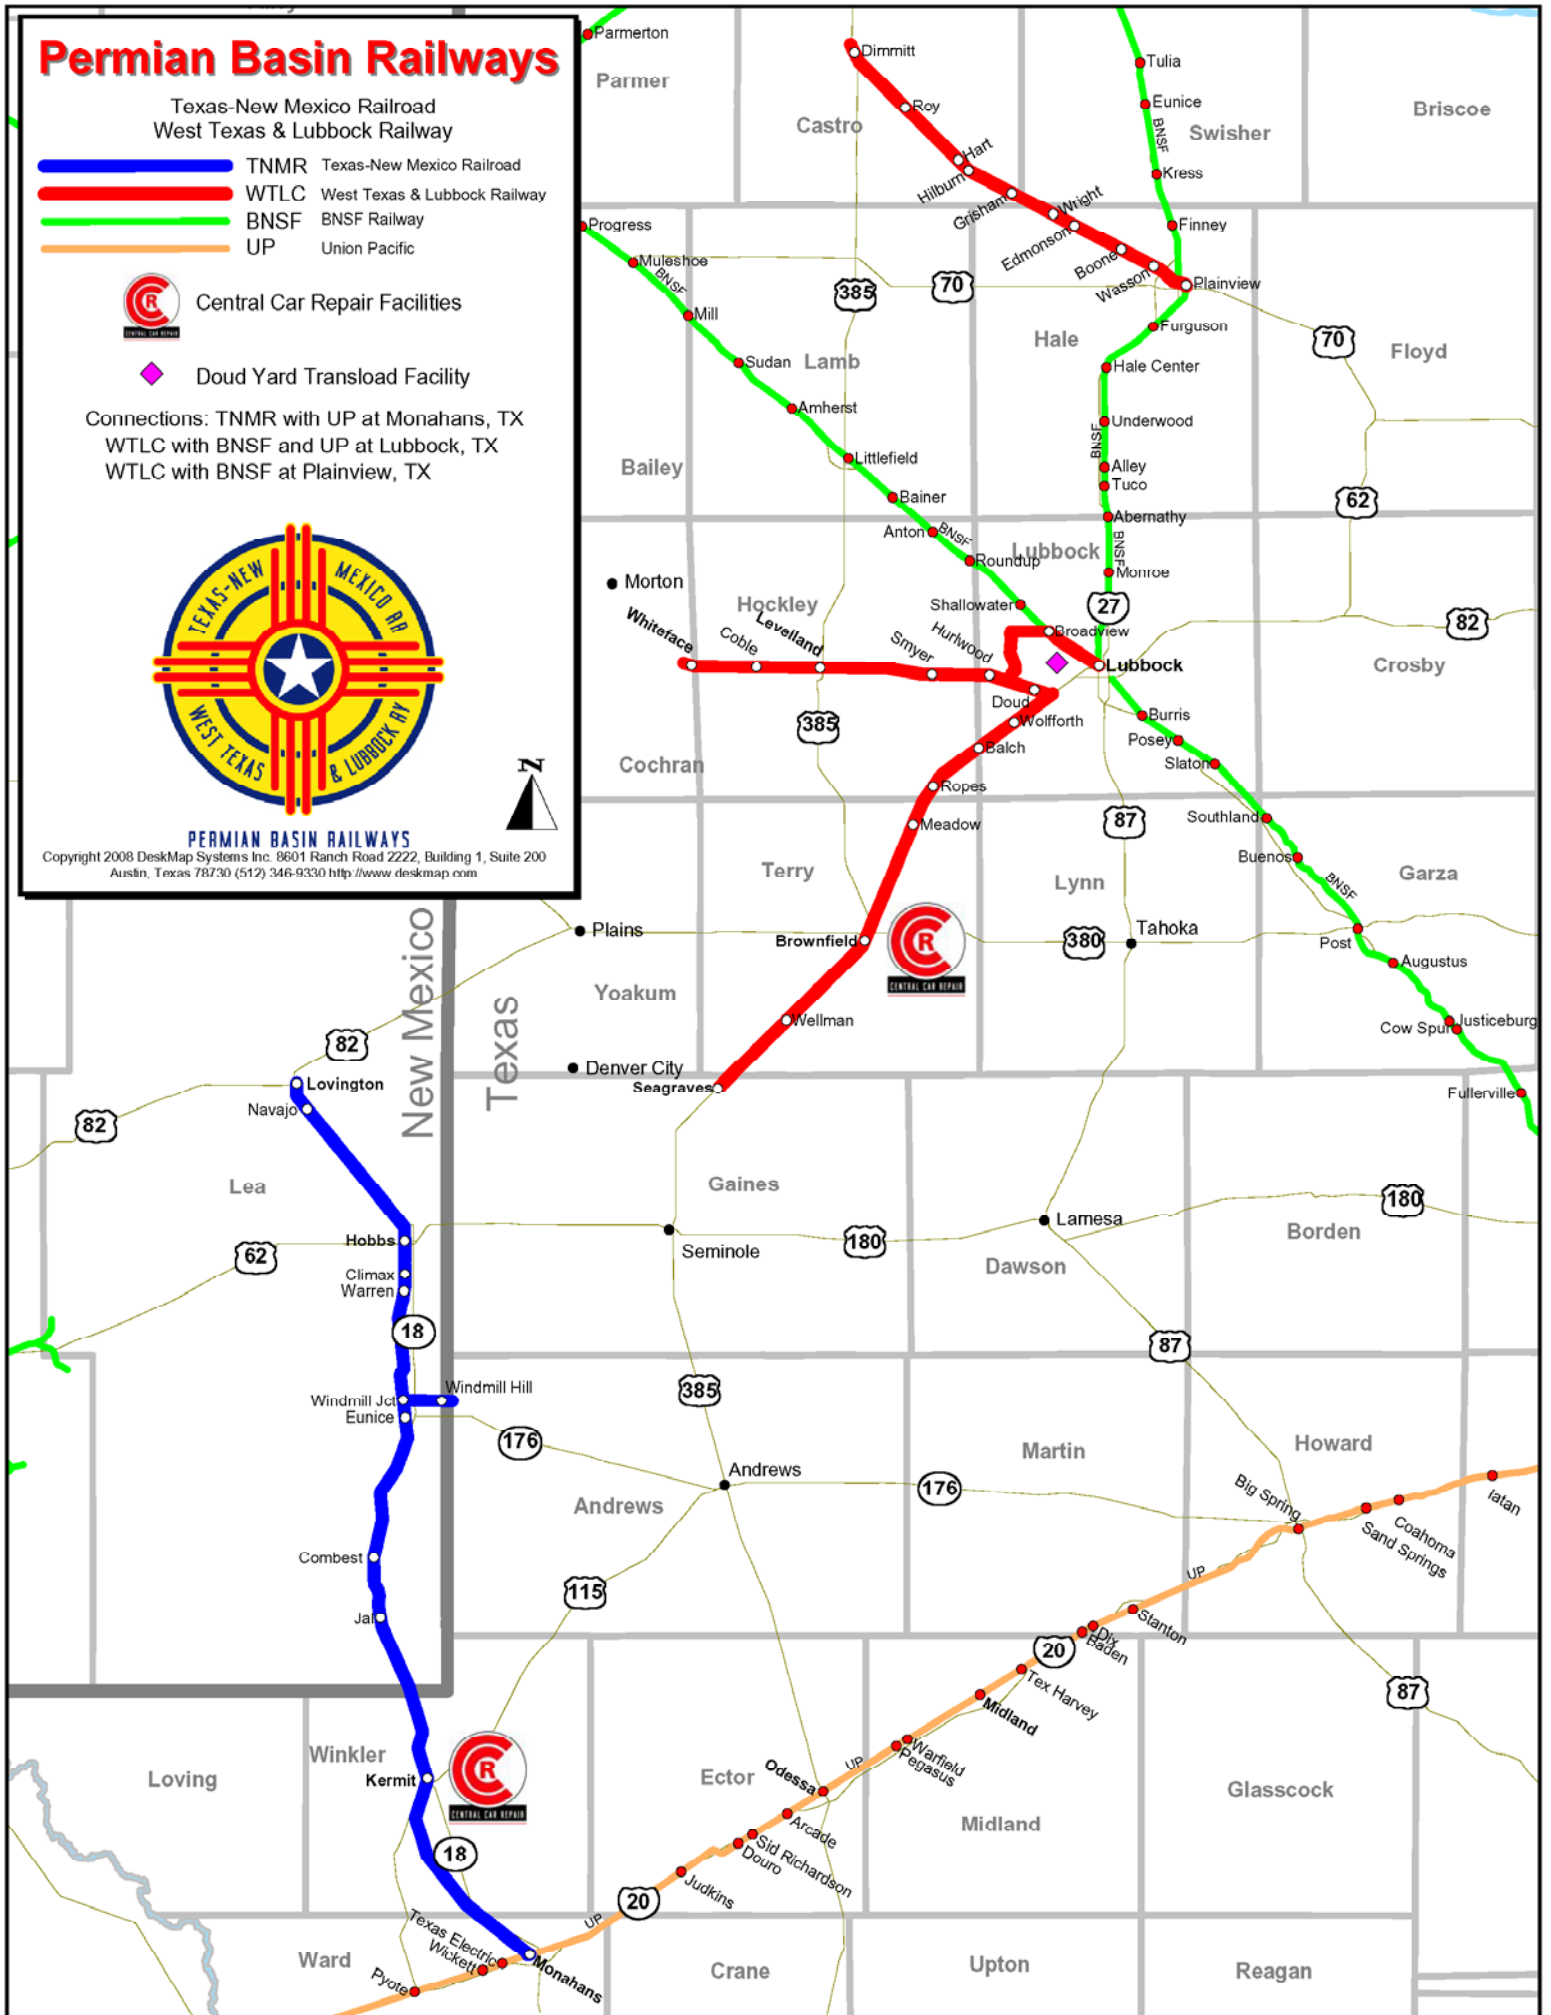 Permian Basin Railways
Texas-New Mexico Railroad
West Texas & Lubbock Railway
TNMR Texas-New Mexico Railroad
WTLC West Texas & Lubbock Railway
BNSF BNSF Railway
UP Union Pacific
CENTRAL CAR REPAIR
Central Car Repair Facilities
Doud Yard Transload Facility
Connections: TNMR with UP at Monahans, TX
WTLC with BNSF and UP at Lubbock, TX
WTLC with BNSF at Plainview, TX
TEXAS-NEW MEXICO RR
WEST TEXAS & LUBBOCK RY
N
PERMIAN BASIN RAILWAYS
Copyright 2008 DeskMap Systems Inc. 8601 Ranch Road 2222, Building 1, Suite 200
Austin, Texas 78730 (512) 346-9330 http://www.deskmap.com
Parmerton
Parmer
Dimmitt
Castro
Roy
Hart
Hilburn
Grisham
Wright
Edmonson
Boone
Wasson
Plainview
Tulia
Eunice
BNSF
Swisher
Briscoe
Kress
Finney
Progress
Muleshoe
BNSF
Mill
Sudan
Lamb
Amherst
Littlefield
Bailey
Bainer
Anton
BNSF
Roundup
Shallowater
Broadview
385
70
Hale
Furguson
Hale Center
Underwood
BNSF
Alley
Tuco
Abernathy
BNSF
Monroe
27
Lubbock
70
Floyd
62
82
Crosby
Morton
Hockley
Whiteface
Coble
Levelland
Smyer
Hurlwood
Lubbock
Doud
Wolfforth
Balch
Ropes
Meadow
385
Cochran
Burris
Posey
Slaton
Southland
Buenos
BNSF
Garza
87
Lynn
Terry
Plains
Brownfield
C
R
CENTRAL CAR REPAIR
380
Tahoka
Post
Augustus
Justiceburg
Cow Spur
Fullerville
Yoakum
Wellman
Denver City
Seagraves
New Mexico
Texas
82
Lovington
Navajo
82
Lea
Hobbs
62
Climax
Warren
18
Windmill Jct
Windmill Hill
Eunice
176
Gaines
Seminole
180
Lamesa
Dawson
180
Borden
87
385
Andrews
Andrews
176
Martin
Howard
Big Spring
Iatan
Coahoma
Sand Springs
UP
Stanton
Dix
Baden
20
Tex Harvey
Midland
Warfield
Pegasus
87
Combest
Jal
115
Winkler
Loving
Kermit
C
R
CENTRAL CAR REPAIR
18
Ector
Odessa
UP
Arcade
Sid Richardson
Douro
Judkins
20
Midland
Glasscock
UP
Texas Electric
Wickett
Pyote
Monahans
Ward
Crane
Upton
Reagan